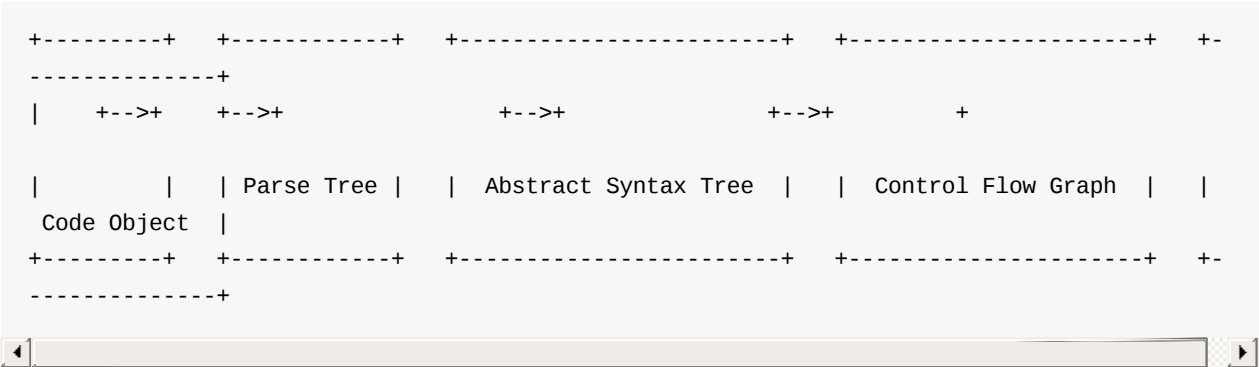 +---------+   +------------+   +------------------------+   +----------------------+   +-
--------------+
|    +-->+    +-->+                +-->+               +-->+         +
|         |   | Parse Tree |   |  Abstract Syntax Tree  |   |  Control Flow Graph  |   |
 Code Object  |
+---------+   +------------+   +------------------------+   +----------------------+   +-
--------------+